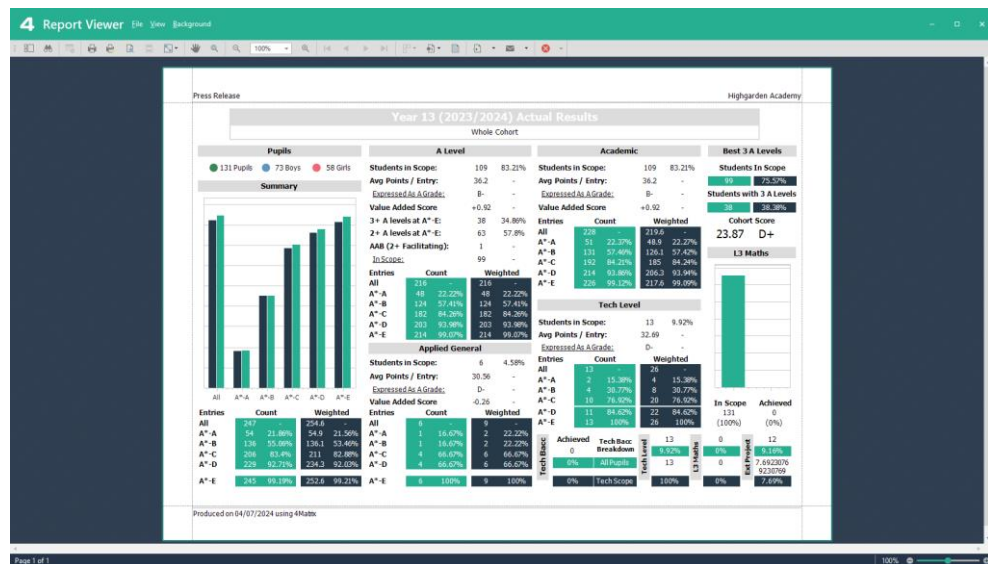 4 Report Viewer File View Background
100%
Press Release Highgarden Academy
Year 13 (2023/2024) Actual Results
Whole Cohort
Pupils
131 Pupils 73 Boys 58 Girls
Summary
All A*-A A*-B A*-C A*-D A*-E
Entries Count Weighted
All 247 - 254.6 -
A*-A 54 21.86% 54.9 21.56%
A*-B 136 55.06% 136.1 53.46%
A*-C 206 83.4% 211 82.88%
A*-D 229 92.71% 234.3 92.03%
A*-E 245 99.19% 252.6 99.21%
A Level
Students in Scope: 109 83.21%
Avg Points / Entry: 36.2 -
Expressed As A Grade: B- -
Value Added Score +0.92 -
3+ A levels at A*-E: 38 34.86%
2+ A levels at A*-E: 63 57.8%
AAB (2+ Facilitating): 1 -
In Scope: 99 -
Entries Count Weighted
All 216 - 216 -
A*-A 48 22.22% 48 22.22%
A*-B 124 57.41% 124 57.41%
A*-C 182 84.26% 182 84.26%
A*-D 203 93.98% 203 93.98%
A*-E 214 99.07% 214 99.07%
Applied General
Students in Scope: 6 4.58%
Avg Points / Entry: 30.56 -
Expressed As A Grade: D- -
Value Added Score -0.26 -
Entries Count Weighted
All 6 - 9 -
A*-A 1 16.67% 2 22.22%
A*-B 1 16.67% 2 22.22%
A*-C 4 66.67% 6 66.67%
A*-D 4 66.67% 6 66.67%
A*-E 6 100% 9 100%
Academic
Students in Scope: 109 83.21%
Avg Points / Entry: 36.2 -
Expressed As A Grade: B- -
Value Added Score +0.92 -
Entries Count Weighted
All 228 - 219.6 -
A*-A 51 22.37% 48.9 22.27%
A*-B 131 57.46% 126.1 57.42%
A*-C 192 84.21% 185 84.24%
A*-D 214 93.86% 206.3 93.94%
A*-E 226 99.12% 217.6 99.09%
Tech Level
Students in Scope: 13 9.92%
Avg Points / Entry: 32.69 -
Expressed As A Grade: D- -
Entries Count Weighted
All 13 - 26 -
A*-A 2 15.38% 4 15.38%
A*-B 4 30.77% 8 30.77%
A*-C 10 76.92% 20 76.92%
A*-D 11 84.62% 22 84.62%
A*-E 13 100% 26 100%
Best 3 A Levels
Students In Scope
99 75.57%
Students with 3 A Levels
38 38.38%
Cohort Score
23.87 D+
L3 Maths
In Scope Achieved
131 0
(100%) (0%)
Tech Bacc
Achieved Tech Bacc Breakdown
0
0% All Pupils
0% Tech Scope
Tech Level
13
9.92%
13
100%
L3 Maths
0
0%
0
0%
Ext Project
12
9.16%
7.6923076
9230769
7.69%
Produced on 04/07/2024 using 4Matrix
Page 1 of 1 100%